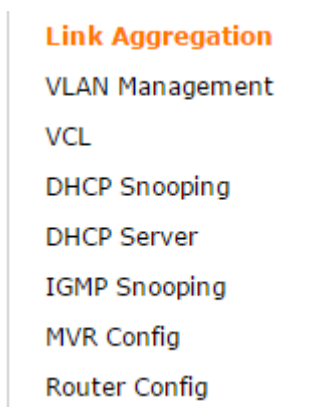 Link Aggregation
VLAN Management
VCL
DHCP Snooping
DHCP Server
IGMP Snooping
MVR Config
Router Config